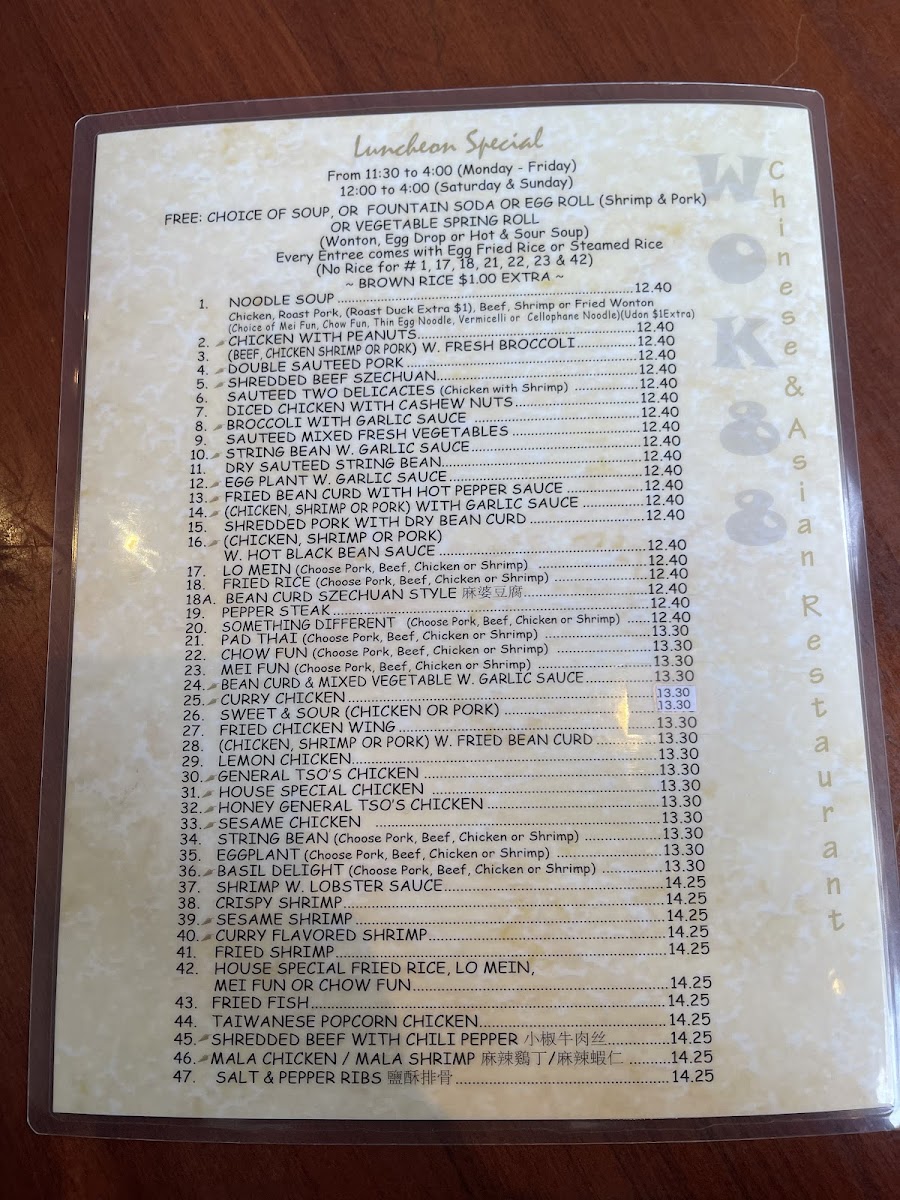 Luncheon Special
From 11:30 to 4:00 (Monday - Friday)
12:00 to 4:00 (Saturday & Sunday)
FREE: CHOICE OF SOUP, OR FOUNTAIN SODA OR EGG ROLL (Shrimp & Pork)
OR VEGETABLE SPRING ROLL
(Wonton, Egg Drop or Hot & Sour Soup)
Every Entree comes with Egg Fried Rice or Steamed Rice
(No Rice for # 1, 17, 18, 21, 22, 23 & 42)
~ BROWN RICE $1.00 EXTRA ~
1. NOODLE SOUP 12.40
Chicken, Roast Pork, (Roast Duck Extra $1), Beef, Shrimp or Fried Wonton
(Choice of Mei Fun, Chow Fun, Thin Egg Noodle, Vermicelli or Cellophane Noodle)(Udon $1Extra)
2. CHICKEN WITH PEANUTS 12.40
3. (BEEF, CHICKEN SHRIMP OR PORK) W. FRESH BROCCOLI 12.40
4. DOUBLE SAUTEED PORK 12.40
5. SHREDDED BEEF SZECHUAN 12.40
6. SAUTEED TWO DELICACIES (Chicken with Shrimp) 12.40
7. DICED CHICKEN WITH CASHEW NUTS 12.40
8. BROCCOLI WITH GARLIC SAUCE 12.40
9. SAUTEED MIXED FRESH VEGETABLES 12.40
10. STRING BEAN W. GARLIC SAUCE 12.40
11. DRY SAUTEED STRING BEAN 12.40
12. EGG PLANT W. GARLIC SAUCE 12.40
13. FRIED BEAN CURD WITH HOT PEPPER SAUCE 12.40
14. (CHICKEN, SHRIMP OR PORK) WITH GARLIC SAUCE 12.40
15. SHREDDED PORK WITH DRY BEAN CURD 12.40
16. (CHICKEN, SHRIMP OR PORK)
W. HOT BLACK BEAN SAUCE 12.40
17. LO MEIN (Choose Pork, Beef, Chicken or Shrimp) 12.40
18. FRIED RICE (Choose Pork, Beef, Chicken or Shrimp) 12.40
18A. BEAN CURD SZECHUAN STYLE 麻婆豆腐 12.40
19. PEPPER STEAK 12.40
20. SOMETHING DIFFERENT (Choose Pork, Beef, Chicken or Shrimp) 12.40
21. PAD THAI (Choose Pork, Beef, Chicken or Shrimp) 13.30
22. CHOW FUN (Choose Pork, Beef, Chicken or Shrimp) 13.30
23. MEI FUN (Choose Pork, Beef, Chicken or Shrimp) 13.30
24. BEAN CURD & MIXED VEGETABLE W. GARLIC SAUCE 13.30
25. CURRY CHICKEN 13.30
26. SWEET & SOUR (CHICKEN OR PORK) 13.30
27. FRIED CHICKEN WING 13.30
28. (CHICKEN, SHRIMP OR PORK) W. FRIED BEAN CURD 13.30
29. LEMON CHICKEN 13.30
30. GENERAL TSO'S CHICKEN 13.30
31. HOUSE SPECIAL CHICKEN 13.30
32. HONEY GENERAL TSO'S CHICKEN 13.30
33. SESAME CHICKEN 13.30
34. STRING BEAN (Choose Pork, Beef, Chicken or Shrimp) 13.30
35. EGGPLANT (Choose Pork, Beef, Chicken or Shrimp) 13.30
36. BASIL DELIGHT (Choose Pork, Beef, Chicken or Shrimp) 13.30
37. SHRIMP W. LOBSTER SAUCE 14.25
38. CRISPY SHRIMP 14.25
39. SESAME SHRIMP 14.25
40. CURRY FLAVORED SHRIMP 14.25
41. FRIED SHRIMP 14.25
42. HOUSE SPECIAL FRIED RICE, LO MEIN,
MEI FUN OR CHOW FUN 14.25
43. FRIED FISH 14.25
44. TAIWANESE POPCORN CHICKEN 14.25
45. SHREDDED BEEF WITH CHILI PEPPER 小椒牛肉丝 14.25
46. MALA CHICKEN / MALA SHRIMP 麻辣鷄丁/麻辣蝦仁 14.25
47. SALT & PEPPER RIBS 鹽酥排骨 14.25
WOK 88
Chinese & Asian Restaurant